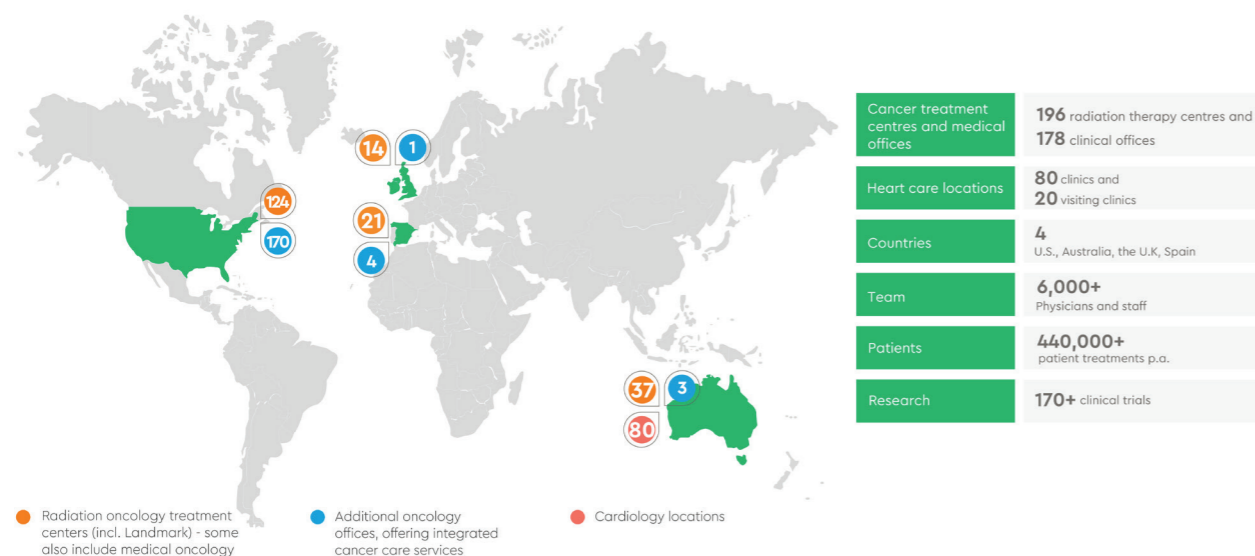 14
1
124
170
21
4
37
3
80
Radiation oncology treatment
centers (incl. Landmark) - some
also include medical oncology
Additional oncology
offices, offering integrated
cancer care services
Cardiology locations
Cancer treatment
centres and medical
offices
196 radiation therapy centres and
178 clinical offices
Heart care locations
80 clinics and
20 visiting clinics
Countries
4
U.S., Australia, the U.K, Spain
Team
6,000+
Physicians and staff
Patients
440,000+
patient treatments p.a.
Research
170+ clinical trials